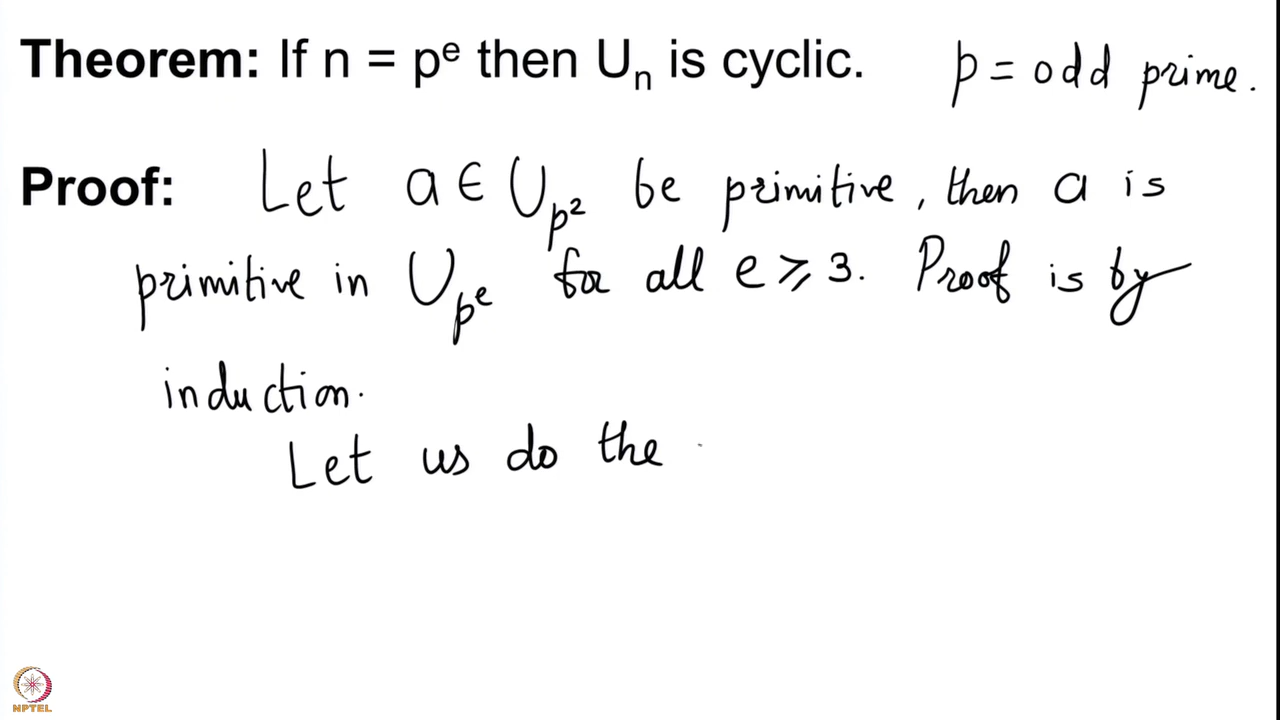 Theorem: If n = pᵉ then Uₙ is cyclic. p = odd prime.
Proof: Let a ∈ U_{p²} be primitive, then a is
primitive in U_{pᵉ} for all e ⩾ 3. Proof is by
induction.
Let us do the
NPTEL